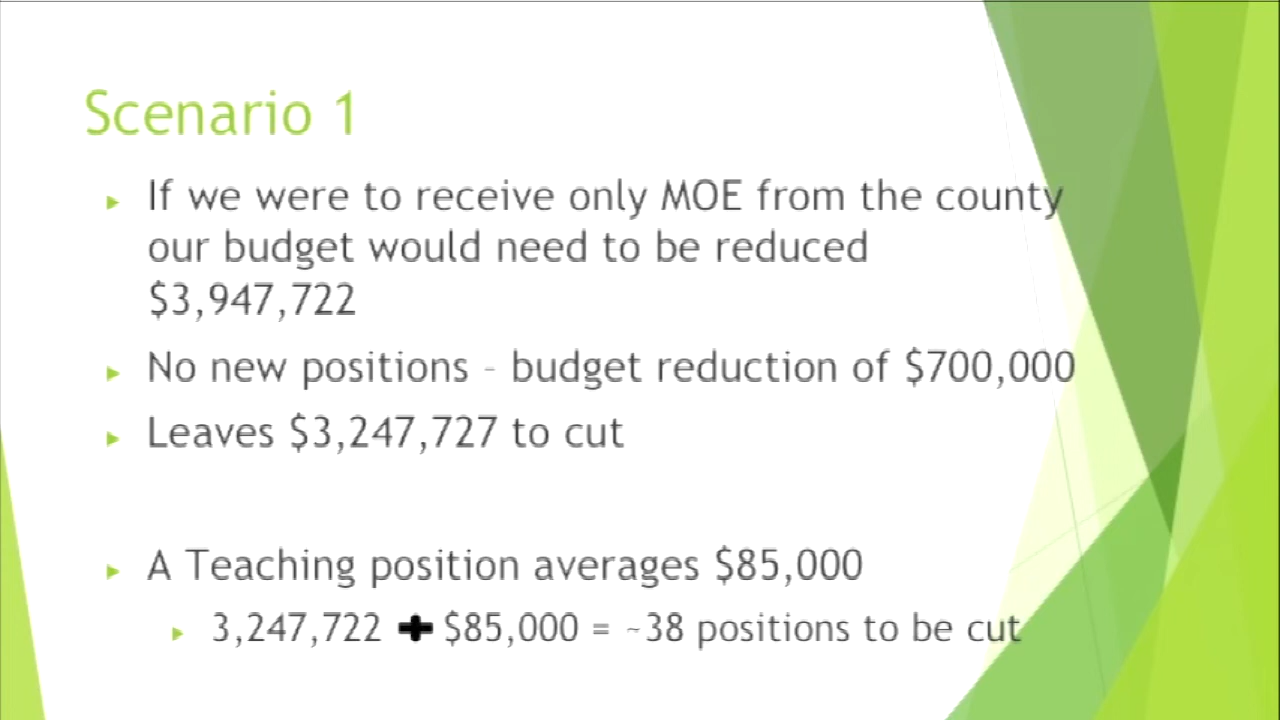 Scenario 1
If we were to receive only MOE from the county
our budget would need to be reduced
$3,947,722
No new positions - budget reduction of $700,000
Leaves $3,247,727 to cut
A Teaching position averages $85,000
3,247,722 ➕ $85,000 = ~38 positions to be cut